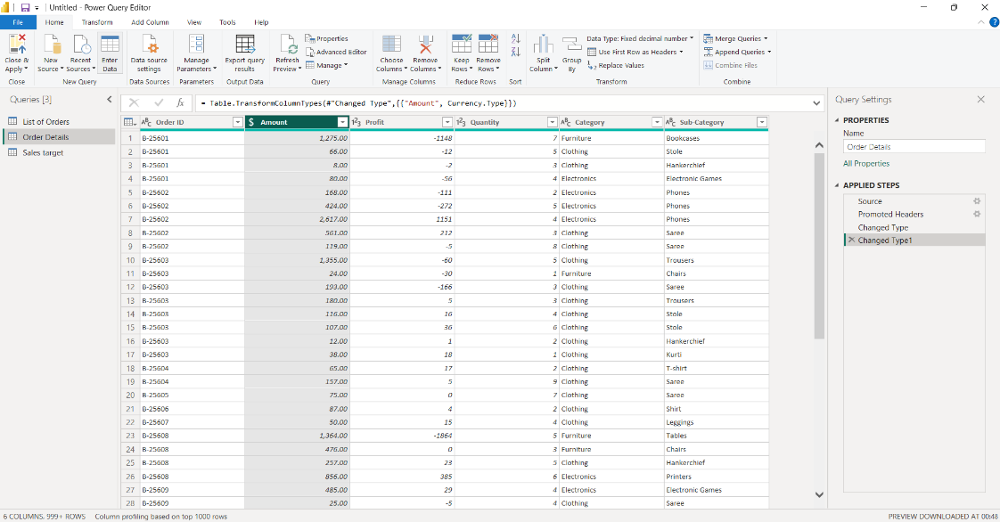 Untitled - Power Query Editor
File Home Transform Add Column View Tools Help
Close & Apply
New Source
Recent Sources
Enter Data
Data source settings
Manage Parameters
Export query results
Refresh Preview
Properties
Advanced Editor
Manage
Choose Columns
Remove Columns
Keep Rows
Remove Rows
Split Column
Group By
Data Type: Fixed decimal number
Use First Row as Headers
Replace Values
Merge Queries
Append Queries
Combine Files
Close New Query Data Sources Parameters Output Data Query Manage Columns Reduce Rows Sort Transform Combine
Queries [3]
List of Orders
Order Details
Sales target
= Table.TransformColumnTypes(#"Changed Type",{{"Amount", Currency.Type}})
ABC Order ID $ Amount 123 Profit 123 Quantity ABC Category ABC Sub-Category
1 B-25601 1,275.00 -1148 7 Furniture Bookcases
2 B-25601 66.00 -12 5 Clothing Stole
3 B-25601 8.00 -2 3 Clothing Hankerchief
4 B-25601 80.00 -56 4 Electronics Electronic Games
5 B-25602 168.00 -111 2 Electronics Phones
6 B-25602 424.00 -272 5 Electronics Phones
7 B-25602 2,617.00 1151 4 Electronics Phones
8 B-25602 561.00 212 3 Clothing Saree
9 B-25602 119.00 -5 8 Clothing Saree
10 B-25603 1,355.00 -60 5 Clothing Trousers
11 B-25603 24.00 -30 1 Furniture Chairs
12 B-25603 193.00 -166 3 Clothing Saree
13 B-25603 180.00 5 3 Clothing Trousers
14 B-25603 116.00 16 4 Clothing Stole
15 B-25603 107.00 36 6 Clothing Stole
16 B-25603 12.00 1 2 Clothing Hankerchief
17 B-25603 38.00 18 1 Clothing Kurti
18 B-25604 65.00 17 2 Clothing T-shirt
19 B-25604 157.00 5 9 Clothing Saree
20 B-25605 75.00 0 7 Clothing Saree
21 B-25606 87.00 4 2 Clothing Shirt
22 B-25607 50.00 15 4 Clothing Leggings
23 B-25608 1,364.00 -1864 5 Furniture Tables
24 B-25608 476.00 0 3 Furniture Chairs
25 B-25608 257.00 23 5 Clothing Hankerchief
26 B-25608 856.00 385 6 Electronics Printers
27 B-25609 485.00 29 4 Electronics Electronic Games
28 B-25609 25.00 -5 4 Clothing Saree
Query Settings
PROPERTIES
Name
Order Details
All Properties
APPLIED STEPS
Source
Promoted Headers
Changed Type
Changed Type1
6 COLUMNS, 999+ ROWS Column profiling based on top 1000 rows PREVIEW DOWNLOADED AT 00:48